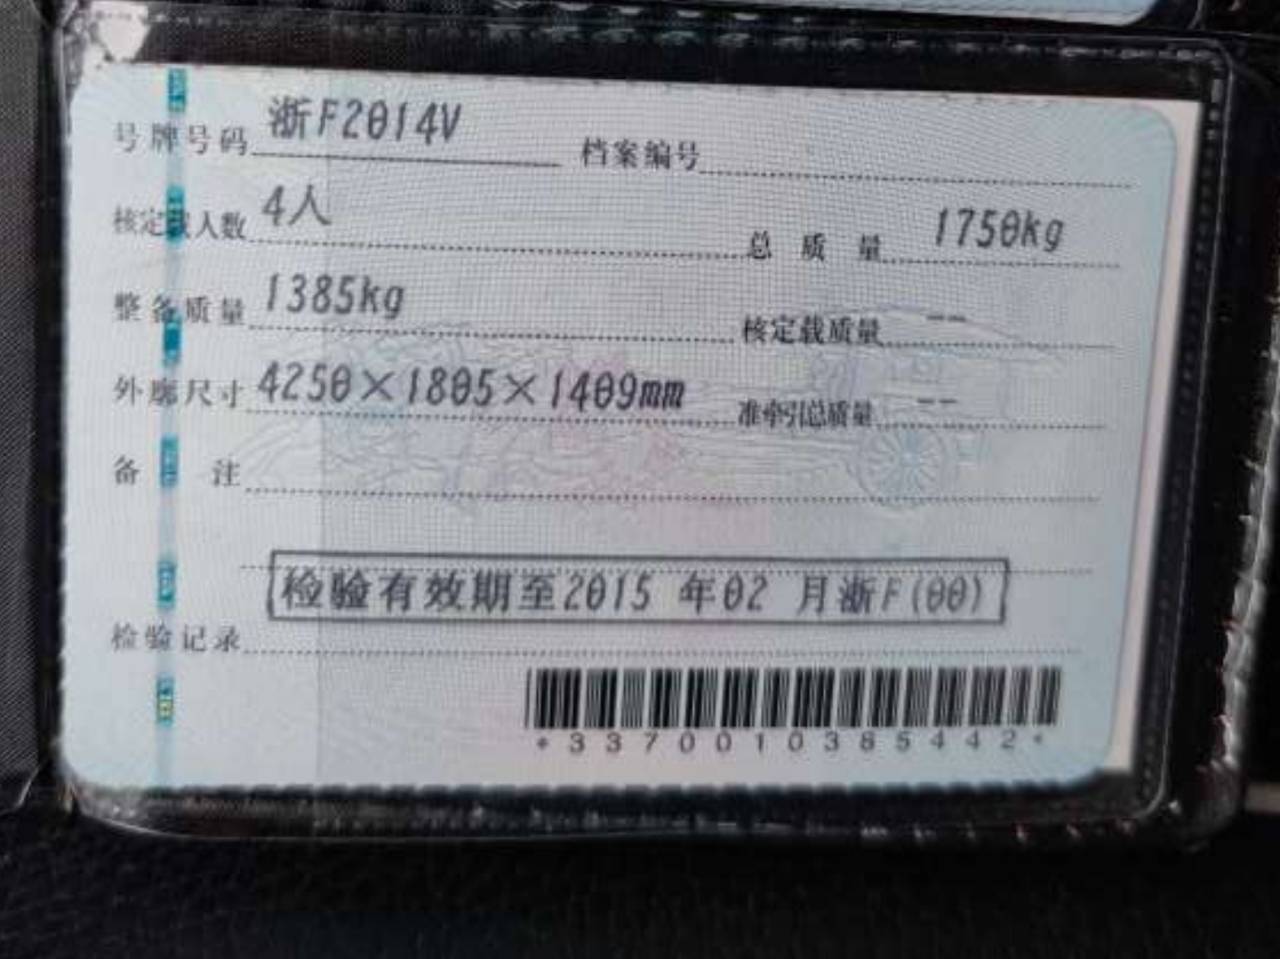 号牌号码 浙F2014V 档案编号
核定载人数 4人 总质量 1750kg
整备质量 1385kg 核定载质量 --
外廓尺寸 4250×1805×1409mm 准牵引总质量 --
备注
检验有效期至2015 年02 月浙F(00)
检验记录
*3370010385442*